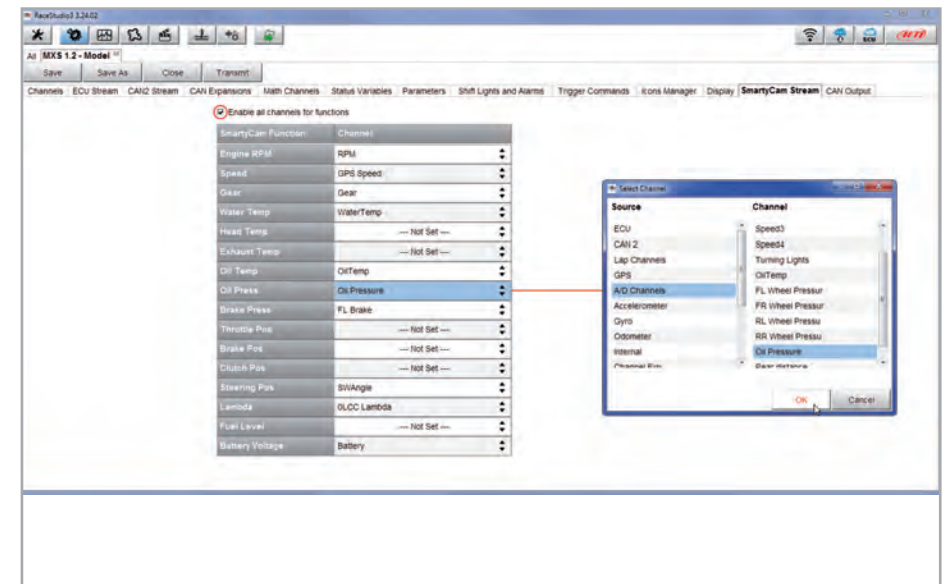 RaceStudio3 3.24.02
ECU
AiM
All MXS 1.2 - Model
Save Save As Close Transmit
Channels ECU Stream CAN2 Stream CAN Expansions Math Channels Status Variables Parameters Shift Lights and Alarms Trigger Commands Icons Manager Display SmartyCam Stream CAN Output
Enable all channels for functions
SmartyCam Function Channel
Engine RPM RPM
Speed GPS Speed
Gear Gear
Water Temp WaterTemp
Head Temp --- Not Set ---
Exhaust Temp --- Not Set ---
Oil Temp OilTemp
Oil Press Oil Pressure
Brake Press FL Brake
Throttle Pos --- Not Set ---
Brake Pos --- Not Set ---
Clutch Pos --- Not Set ---
Steering Pos SWAngle
Lambda 0LCC Lambda
Fuel Level --- Not Set ---
Battery Voltage Battery
Select Channel
Source Channel
ECU Speed3
CAN 2 Speed4
Lap Channels Turning Lights
GPS OilTemp
A/D Channels FL Wheel Pressur
Accelerometer FR Wheel Pressur
Gyro RL Wheel Pressu
Odometer RR Wheel Pressu
Internal Oil Pressure
Channel Exp Rear distance
OK Cancel